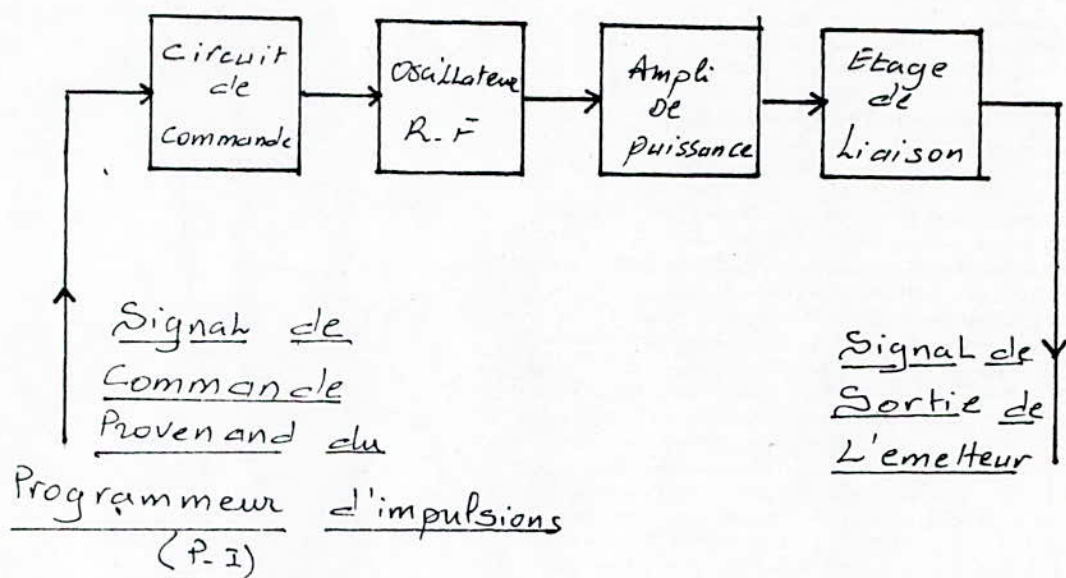 Circuit
de
Commande
Oscillateur
R-F
Ampli
De
Puissance
Etage
de
Liaison
Signal de
Commande
Provenand du
Programmeur d'impulsions
(P-I)
Signal de
Sortie de
L'emetteur